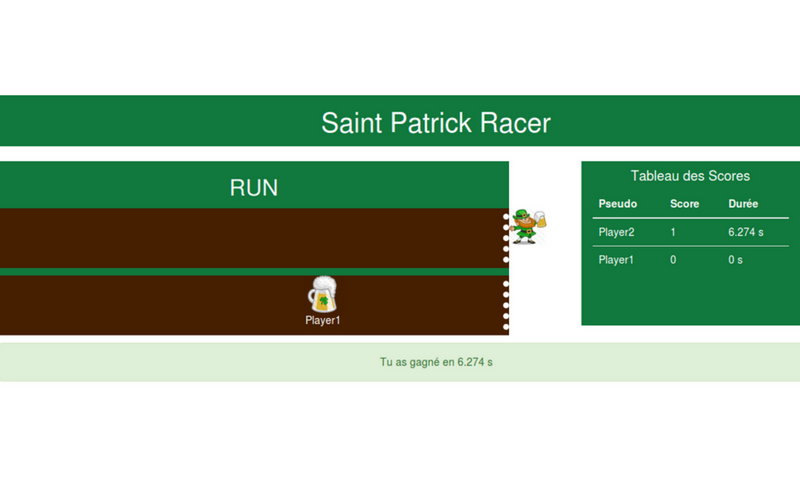 Saint Patrick Racer
RUN
Player1
Tableau des Scores
Pseudo Score Durée
Player2 1 6.274 s
Player1 0 0 s
Tu as gagné en 6.274 s